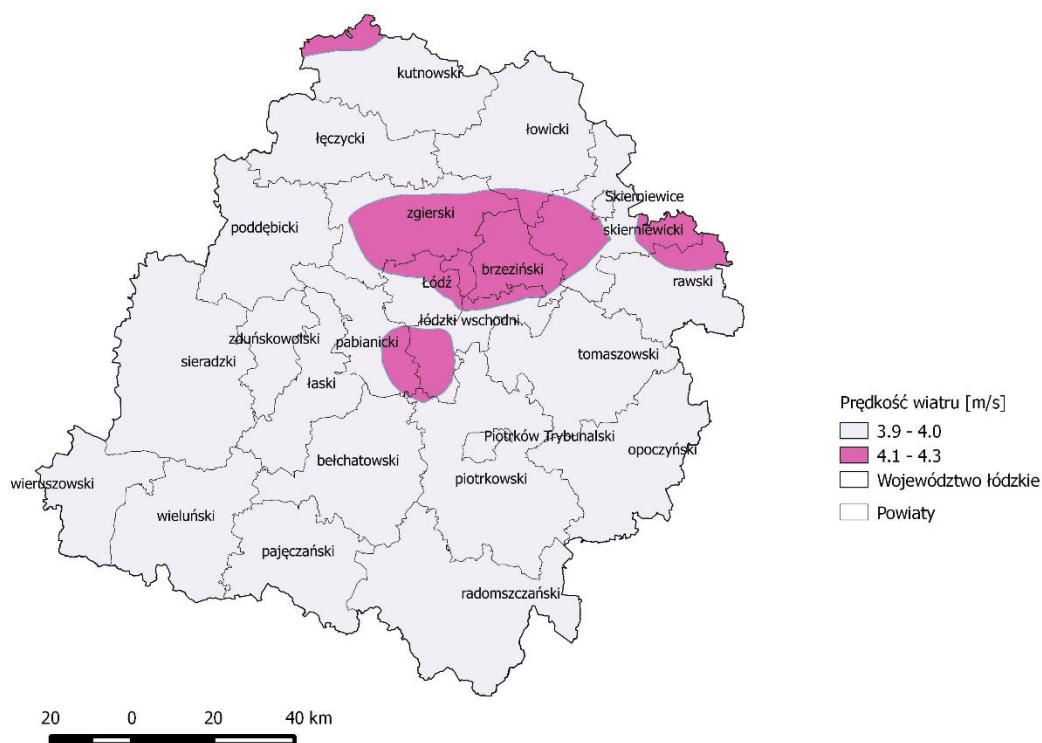 kutnowski
łęczycki
łowicki
Skierniewice
zgierski
skierniewicki
poddębicki
brzeziński
Łódź
rawski
łódzki wschodni
zduńskowolski
pabianicki
sieradzki
tomaszowski
łaski
Piotrków Trybunalski
bełchatowski
opoczyński
piotrkowski
wieruszowski
wieluński
pajęczański
radomszczański
Prędkość wiatru [m/s]
3.9 - 4.0
4.1 - 4.3
Województwo łódzkie
Powiaty
20 0 20 40 km